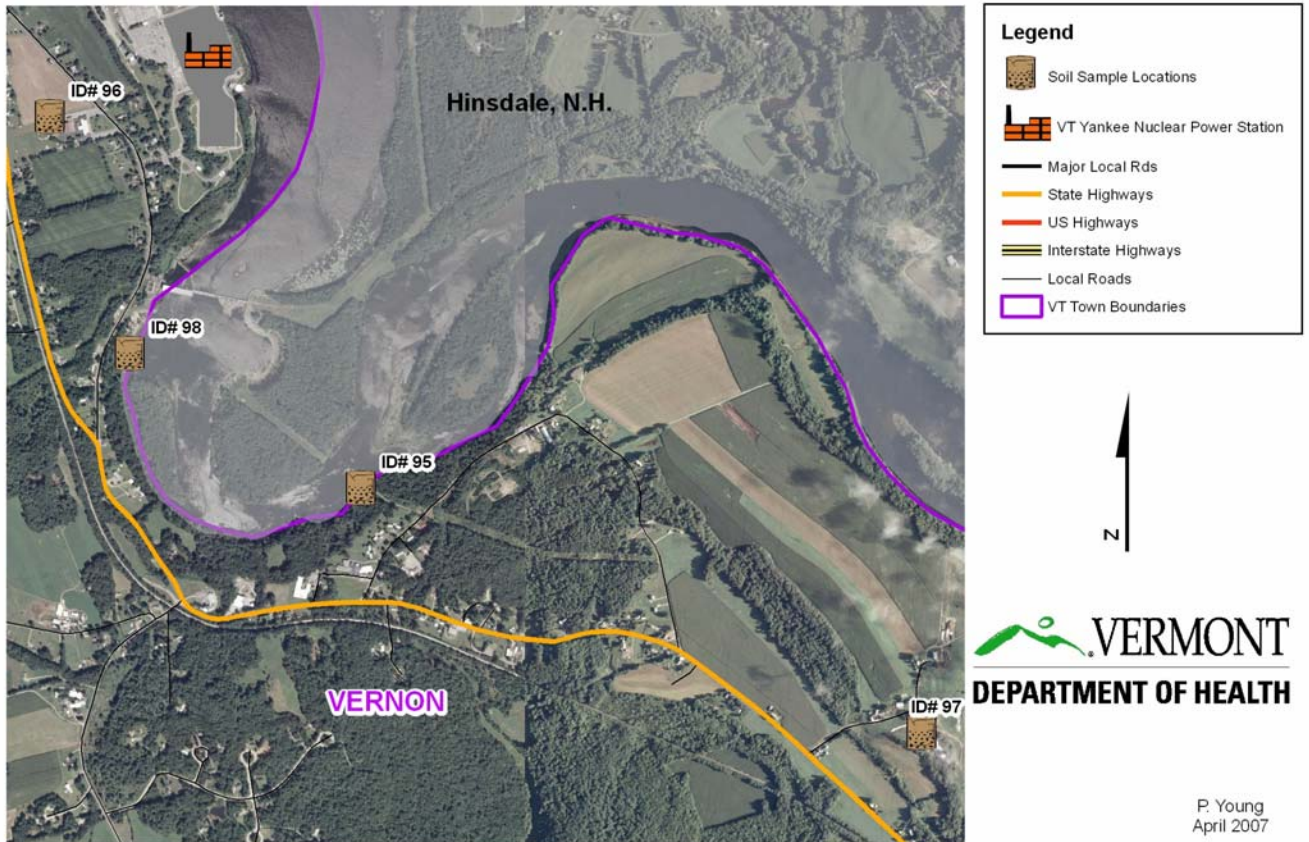 ID# 96
Hinsdale, N.H.
ID# 98
ID# 95
VERNON
ID# 97
Legend
Soil Sample Locations
VT Yankee Nuclear Power Station
Major Local Rds
State Highways
US Highways
Interstate Highways
Local Roads
VT Town Boundaries
N
VERMONT
DEPARTMENT OF HEALTH
P. Young
April 2007